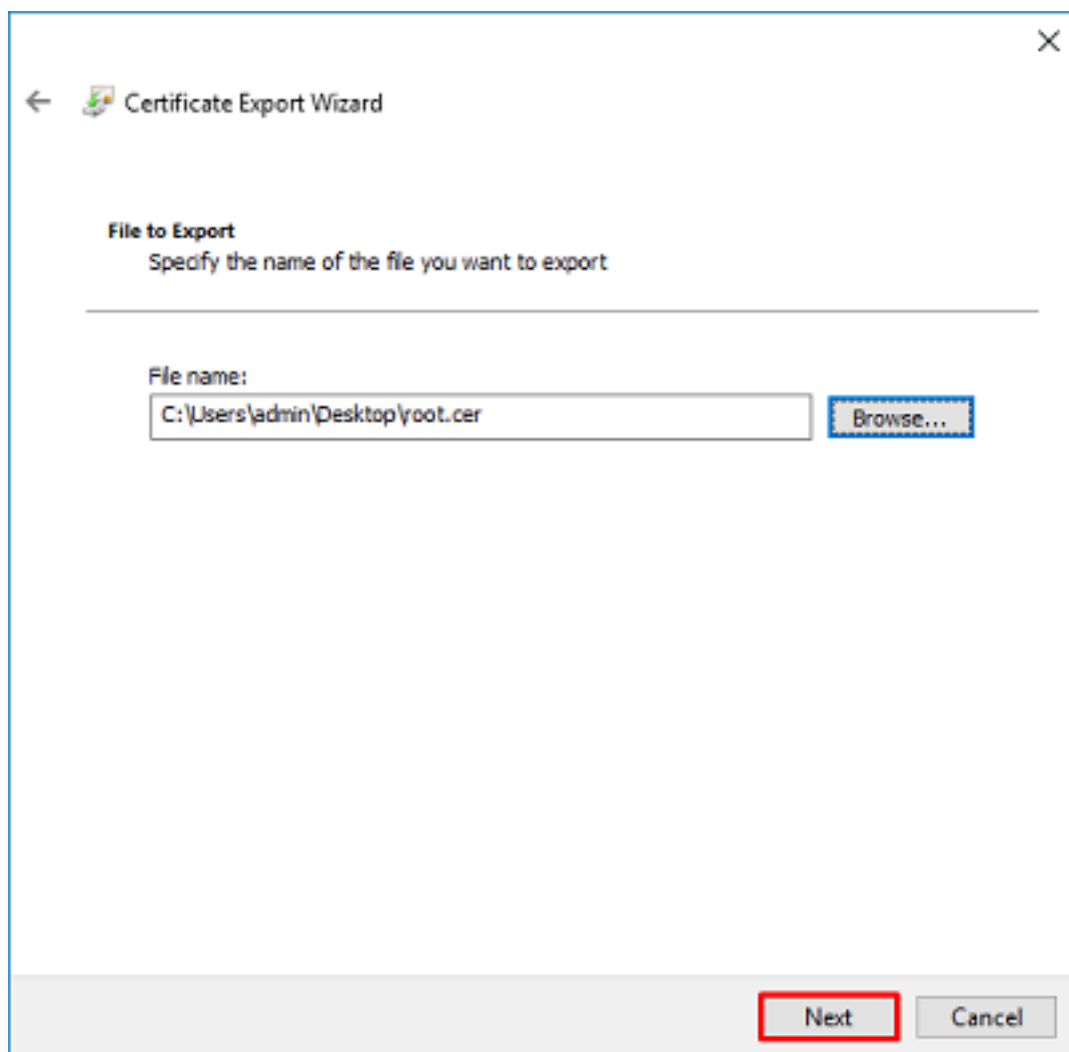 Certificate Export Wizard
File to Export
Specify the name of the file you want to export
File name:
C:\Users\admin\Desktop\root.cer
Browse...
Next
Cancel